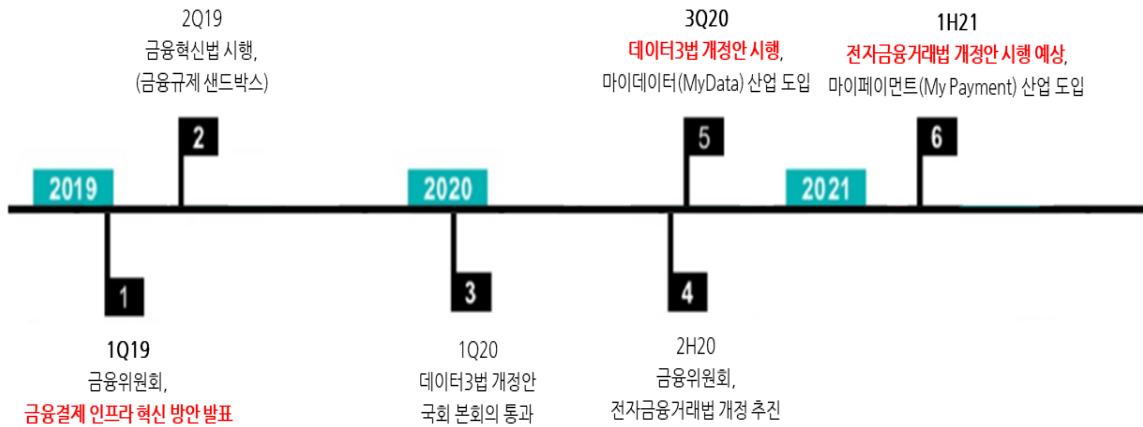 2Q19
금융혁신법 시행,
(금융규제 샌드박스)
3Q20
데이터3법 개정안 시행,
마이데이터(MyData) 산업 도입
1H21
전자금융거래법 개정안 시행 예상,
마이페이먼트(My Payment) 산업 도입
2
5
6
2019
2020
2021
1
3
4
1Q19
금융위원회,
금융결제 인프라 혁신 방안 발표
1Q20
데이터3법 개정안
국회 본회의 통과
2H20
금융위원회,
전자금융거래법 개정 추진